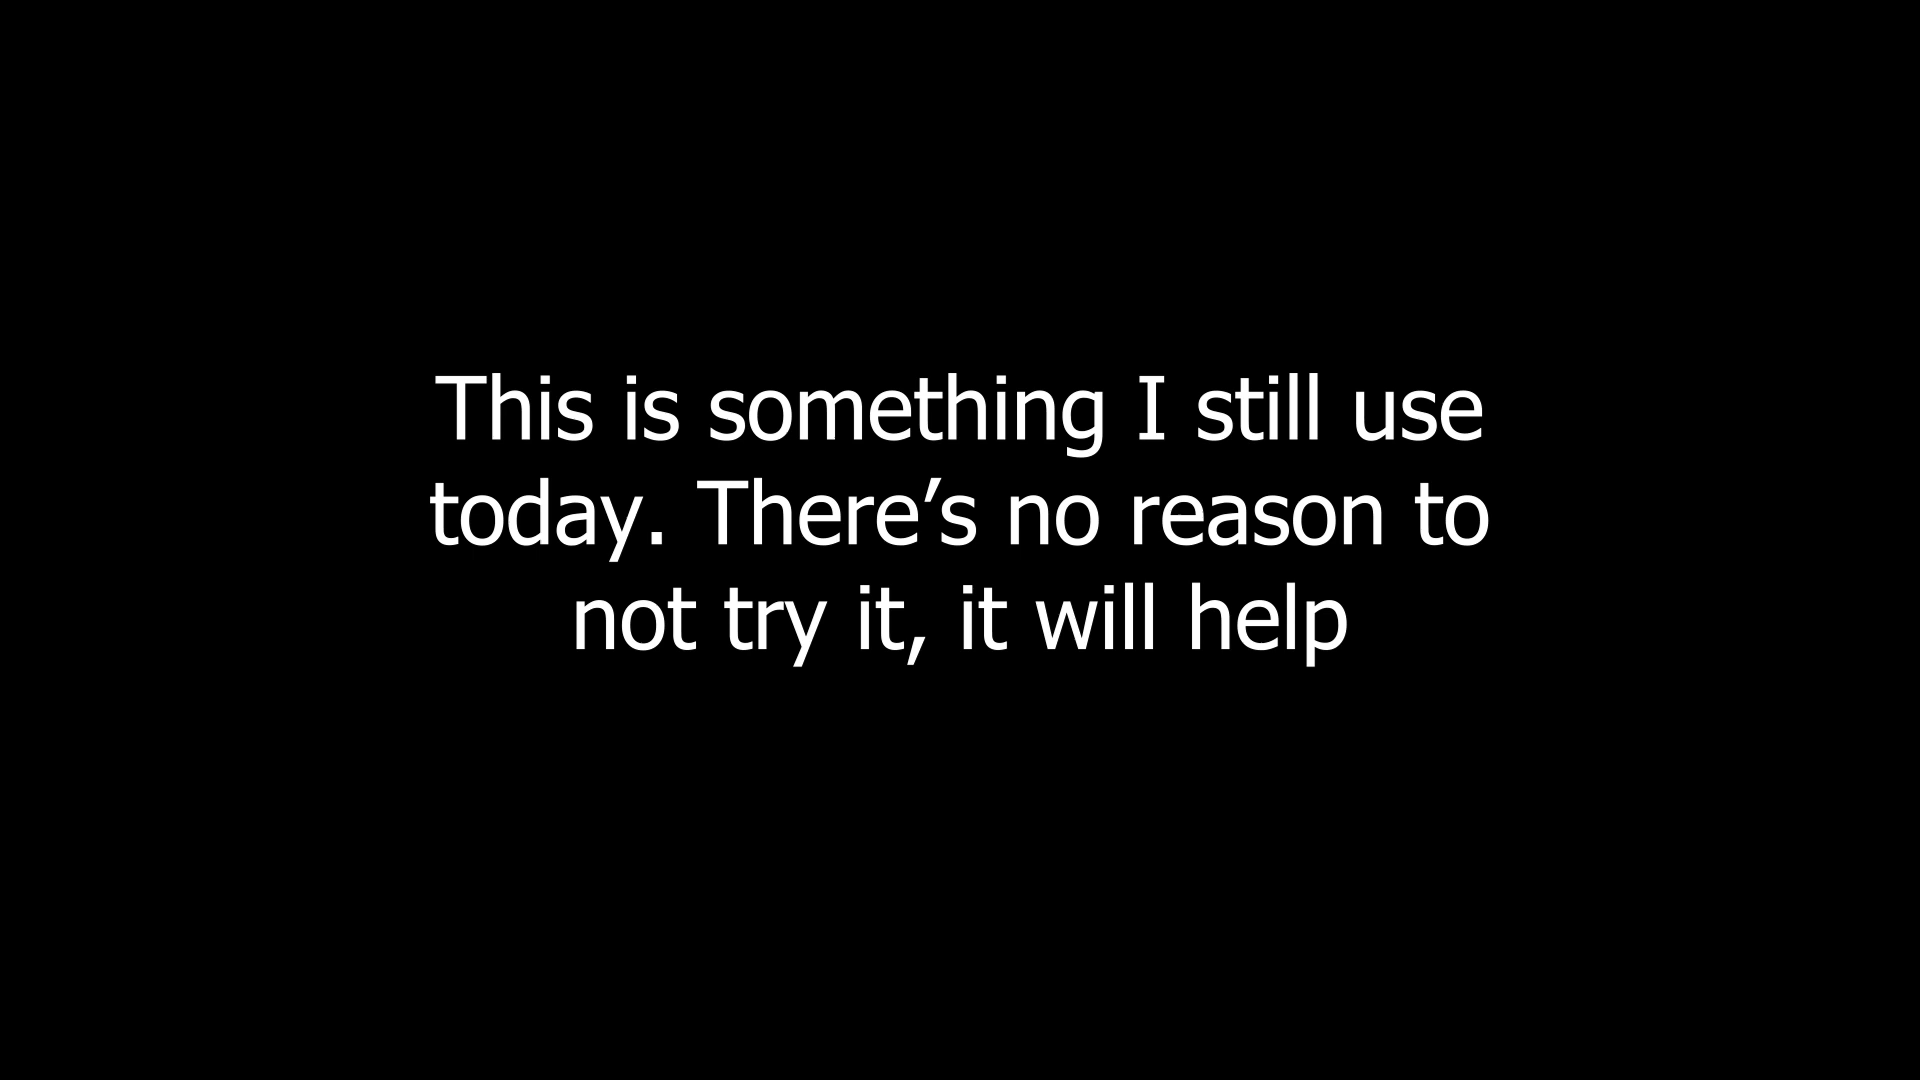 This is something I still use
today. There’s no reason to
not try it, it will help